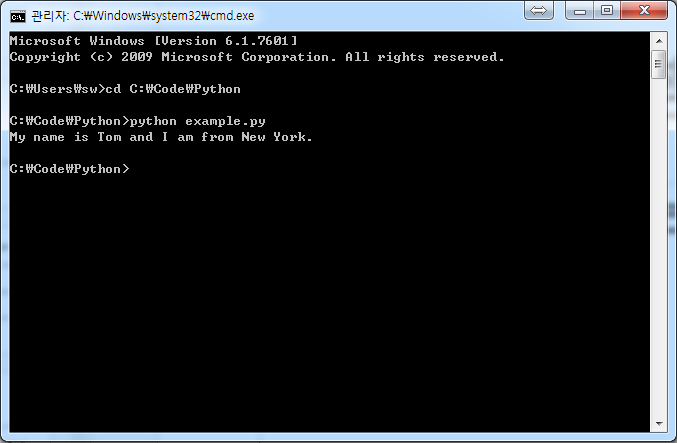 관리자: C:₩Windows₩system32₩cmd.exe
Microsoft Windows [Version 6.1.7601]
Copyright (c) 2009 Microsoft Corporation. All rights reserved.
C:₩Users₩sw>cd C:₩Code₩Python
C:₩Code₩Python>python example.py
My name is Tom and I am from New York.
C:₩Code₩Python>